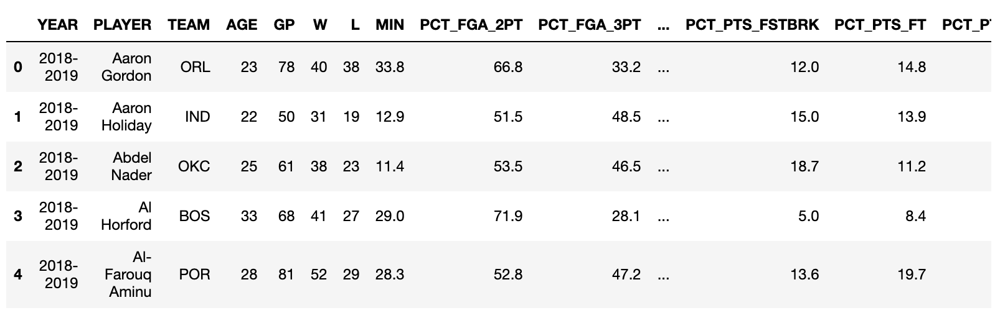 YEAR PLAYER TEAM AGE GP W L MIN PCT_FGA_2PT PCT_FGA_3PT ... PCT_PTS_FSTBRK PCT_PTS_FT
0 2018-2019 Aaron Gordon ORL 23 78 40 38 33.8 66.8 33.2 ... 12.0 14.8
1 2018-2019 Aaron Holiday IND 22 50 31 19 12.9 51.5 48.5 ... 15.0 13.9
2 2018-2019 Abdel Nader OKC 25 61 38 23 11.4 53.5 46.5 ... 18.7 11.2
3 2018-2019 Al Horford BOS 33 68 41 27 29.0 71.9 28.1 ... 5.0 8.4
4 2018-2019 Al-Farouq Aminu POR 28 81 52 29 28.3 52.8 47.2 ... 13.6 19.7